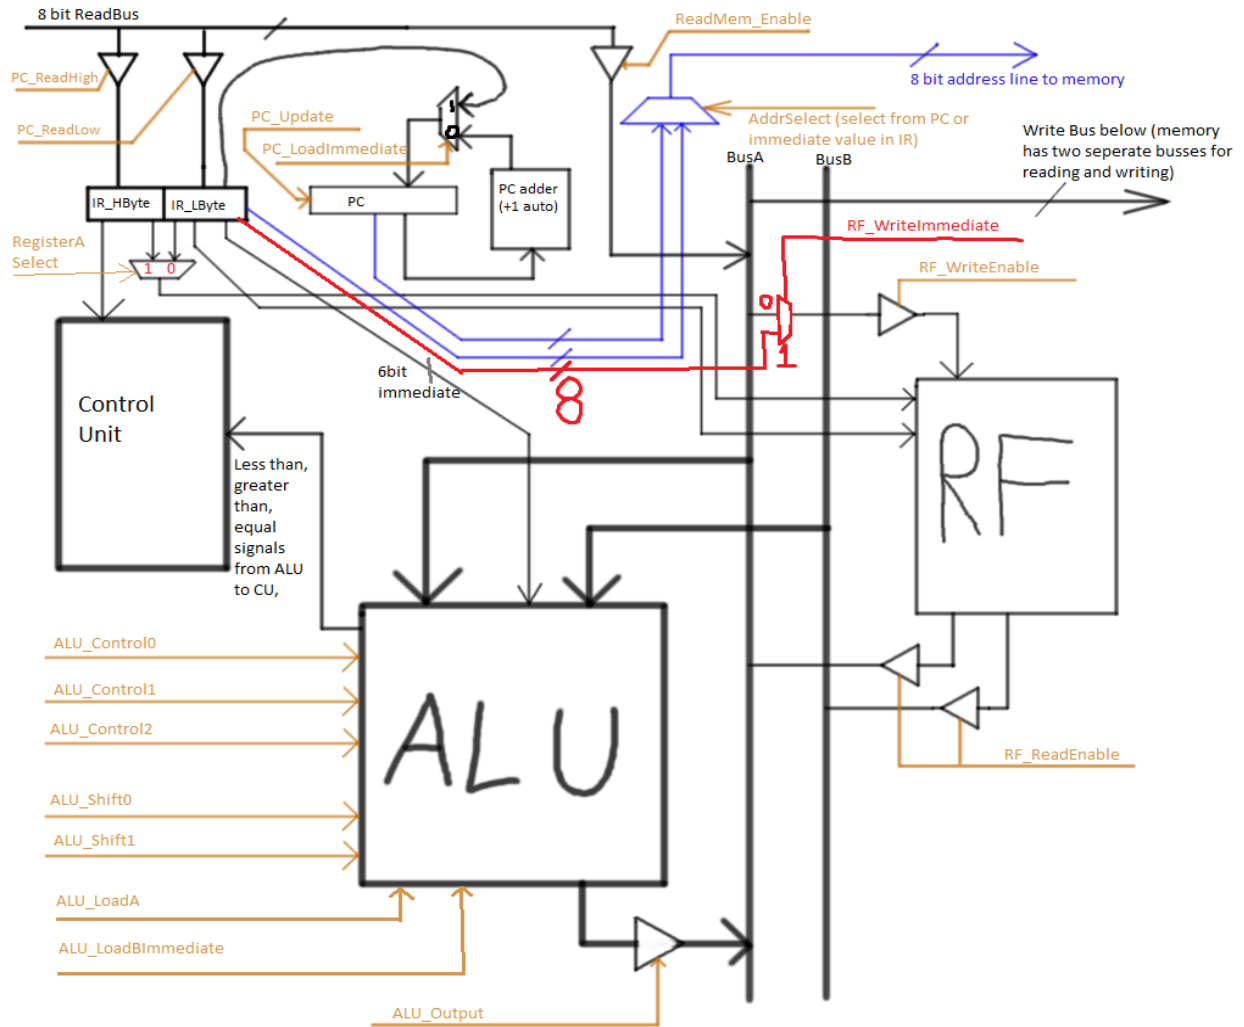 8 bit ReadBus
ReadMem_Enable
PC_ReadHigh
PC_ReadLow
PC_Update
PC_LoadImmediate
1
0
8 bit address line to memory
AddrSelect (select from PC or
immediate value in IR)
Write Bus below (memory
has two seperate busses for
reading and writing)
BusA
BusB
IR_HByte
IR_LByte
PC
PC adder
(+1 auto)
RegisterA
Select
1 0
RF_WriteImmediate
RF_WriteEnable
0
1
6bit
immediate
8
Control
Unit
Less than,
greater
than,
equal
signals
from ALU
to CU,
RF
ALU_Control0
ALU_Control1
ALU_Control2
ALU
RF_ReadEnable
ALU_Shift0
ALU_Shift1
ALU_LoadA
ALU_LoadBImmediate
ALU_Output